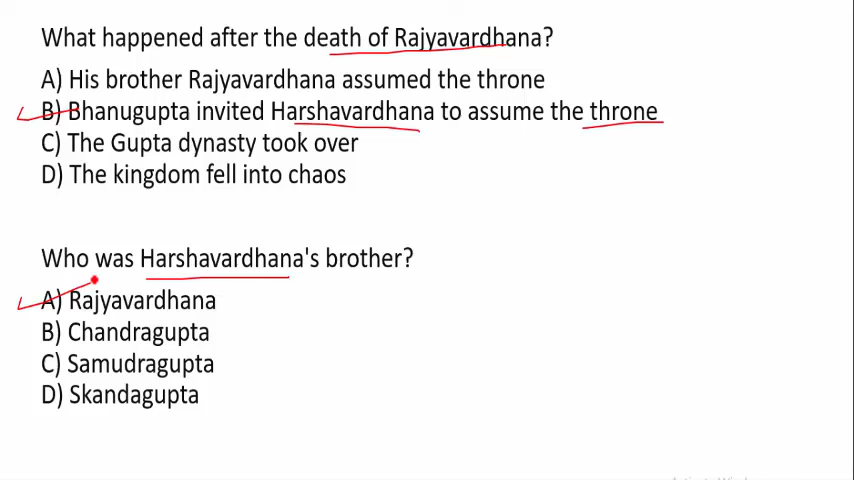 What happened after the death of Rajyavardhana?
A) His brother Rajyavardhana assumed the throne
B) Bhanugupta invited Harshavardhana to assume the throne
C) The Gupta dynasty took over
D) The kingdom fell into chaos
Who was Harshavardhana's brother?
A) Rajyavardhana
B) Chandragupta
C) Samudragupta
D) Skandagupta